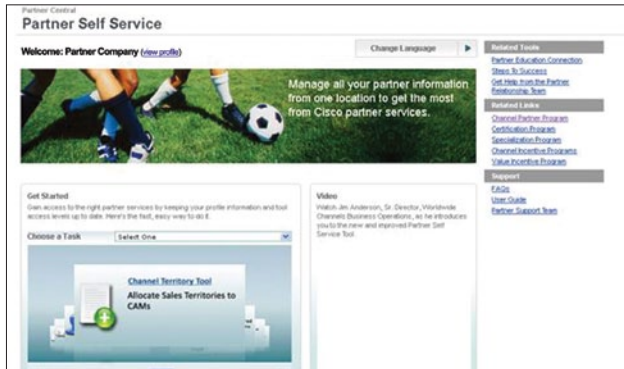 Partner Central
Partner Self Service
Welcome: Partner Company (view profile)
Change Language
Manage all your partner information
from one location to get the most
from Cisco partner services.
Get Started
Gain access to the right partner services by keeping your profile information and tool
access levels up to date. Here's the fast, easy way to do it.
Choose a Task
Select One
Channel Territory Tool
Allocate Sales Territories to
CAMs
Video
Watch Jim Anderson, Sr. Director, Worldwide
Channels Business Operations, as he introduces
you to the new and improved Partner Self
Service Tool.
Related Tools
Partner Education Connection
Steps To Success
Get Help from the Partner
Relationship Team
Related Links
Channel Partner Program
Certification Program
Specialization Program
Channel Incentive Programs
Value Incentive Program
Support
FAQs
User Guide
Partner Support Team